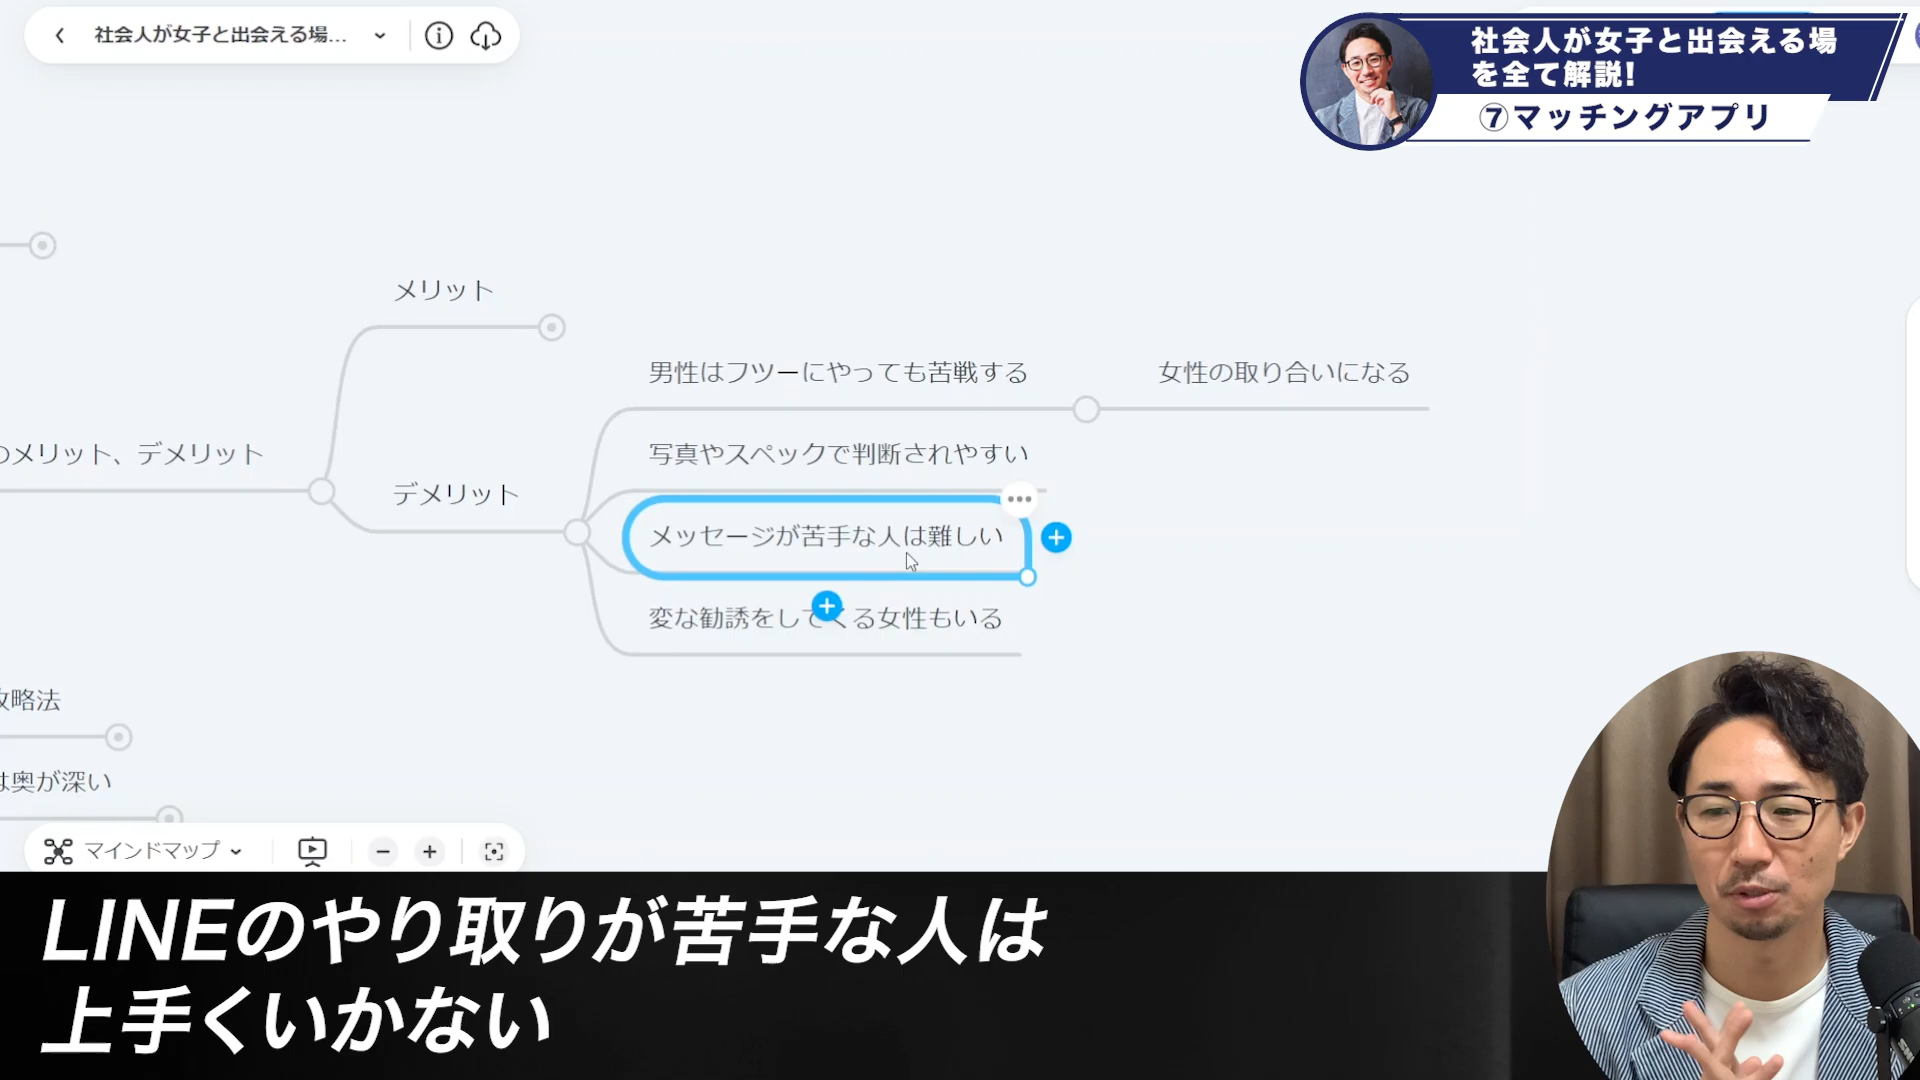 社会人が女子と出会える場...
社会人が女子と出会える場
を全て解説!
⑦マッチングアプリ
メリット
男性はフツーにやっても苦戦する
女性の取り合いになる
のメリット、デメリット
写真やスペックで判断されやすい
デメリット
メッセージが苦手な人は難しい
変な勧誘をしてくる女性もいる
攻略法
は奥が深い
マインドマップ
LINEのやり取りが苦手な人は
上手くいかない